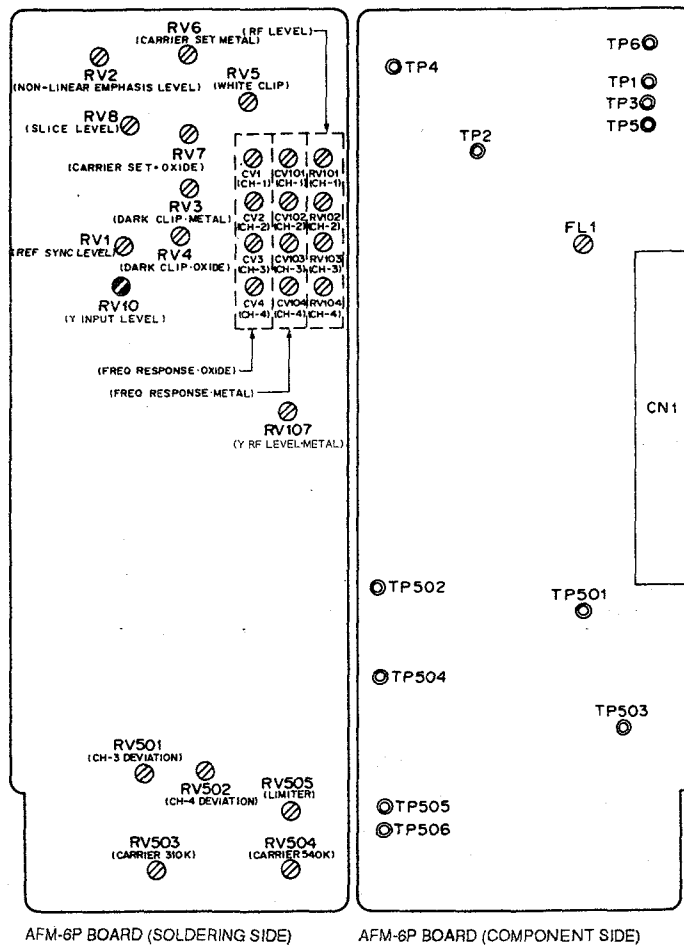 RV6
(CARRIER SET METAL)
(RF LEVEL)
RV2
(NON-LINEAR EMPHASIS LEVEL)
RV5
(WHITE CLIP)
RV8
(SLICE LEVEL)
RV7
(CARRIER SET·OXIDE)
CV1
(CH-1)
CV101
(CH-1)
RV101
(CH-1)
RV3
(DARK CLIP·METAL)
CV2
(CH-2)
CV102
(CH-2)
RV102
(CH-2)
RV1
(REF SYNC LEVEL)
RV4
(DARK CLIP·OXIDE)
CV3
(CH-3)
CV103
(CH-3)
RV103
(CH-3)
RV10
(Y INPUT LEVEL)
CV4
(CH-4)
CV104
(CH-4)
RV104
(CH-4)
(FREQ RESPONSE·OXIDE)
(FREQ RESPONSE·METAL)
RV107
(Y RF LEVEL·METAL)
RV501
(CH-3 DEVIATION)
RV502
(CH-4 DEVIATION)
RV505
(LIMITER)
RV503
(CARRIER 310K)
RV504
(CARRIER 540K)
AFM-6P BOARD (SOLDERING SIDE)
TP6
TP4
TP1
TP3
TP5
TP2
FL1
CN1
TP502
TP501
TP504
TP503
TP505
TP506
AFM-6P BOARD (COMPONENT SIDE)